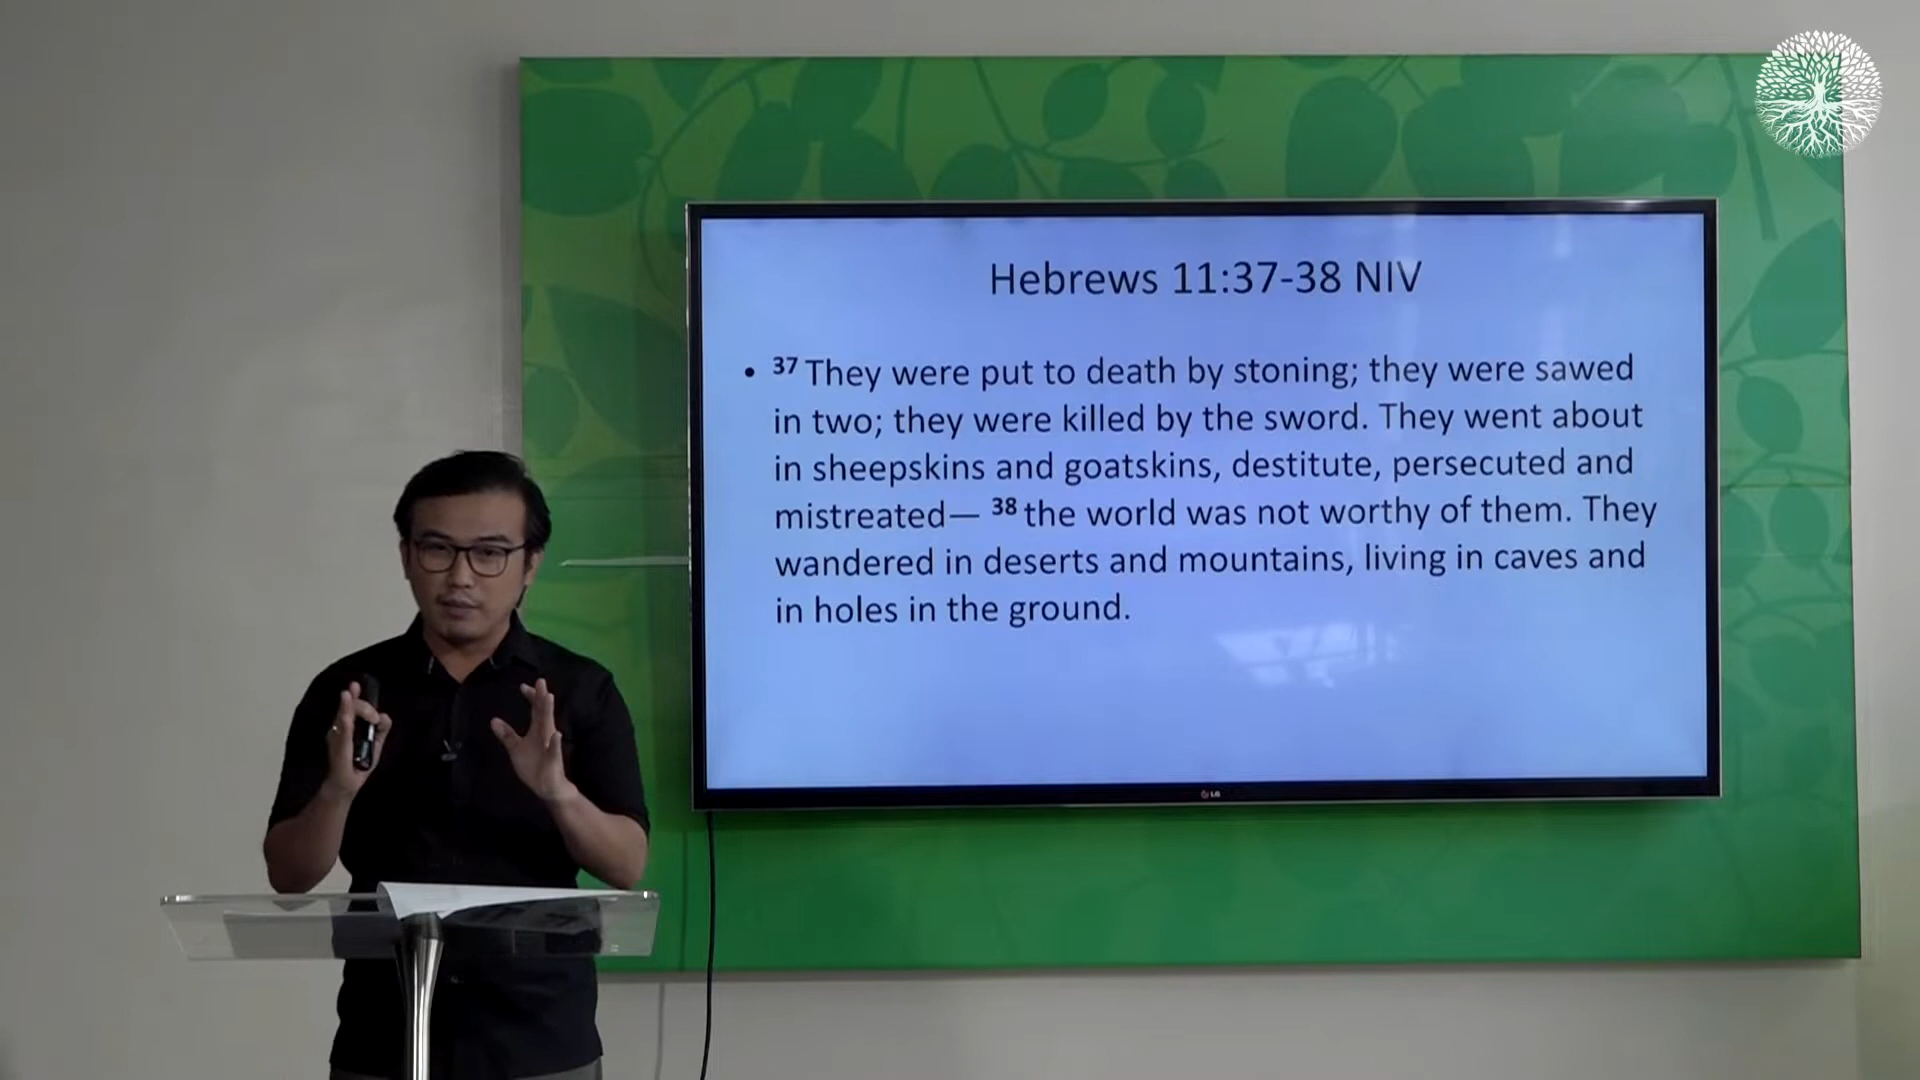 Hebrews 11:37-38 NIV
• 37 They were put to death by stoning; they were sawed
in two; they were killed by the sword. They went about
in sheepskins and goatskins, destitute, persecuted and
mistreated— 38 the world was not worthy of them. They
wandered in deserts and mountains, living in caves and
in holes in the ground.
LG